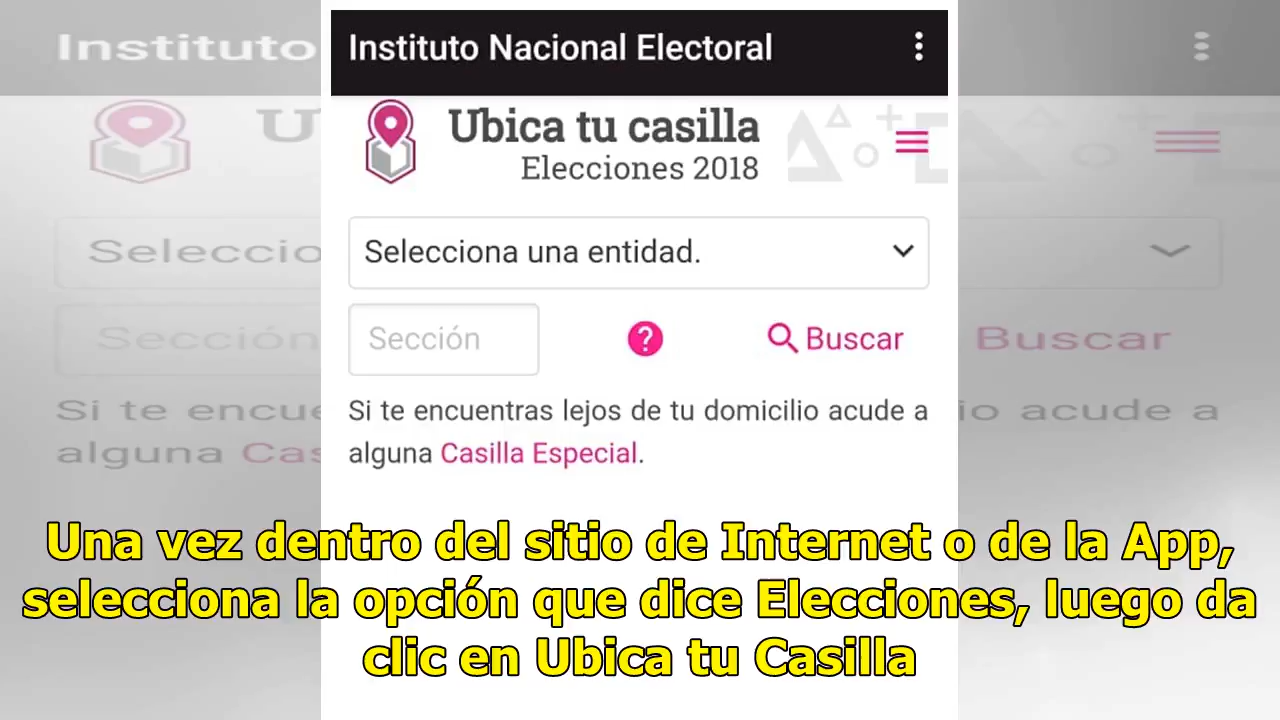 Instituto
Instituto Nacional Electoral
Ubica tu casilla
Elecciones 2018
Selecciona una entidad.
Sección
?
Buscar
Buscar
Si te encuentras lejos de tu domicilio acude a
alguna Casilla Especial.
Una vez dentro del sitio de Internet o de la App,
selecciona la opción que dice Elecciones, luego da
clic en Ubica tu Casilla